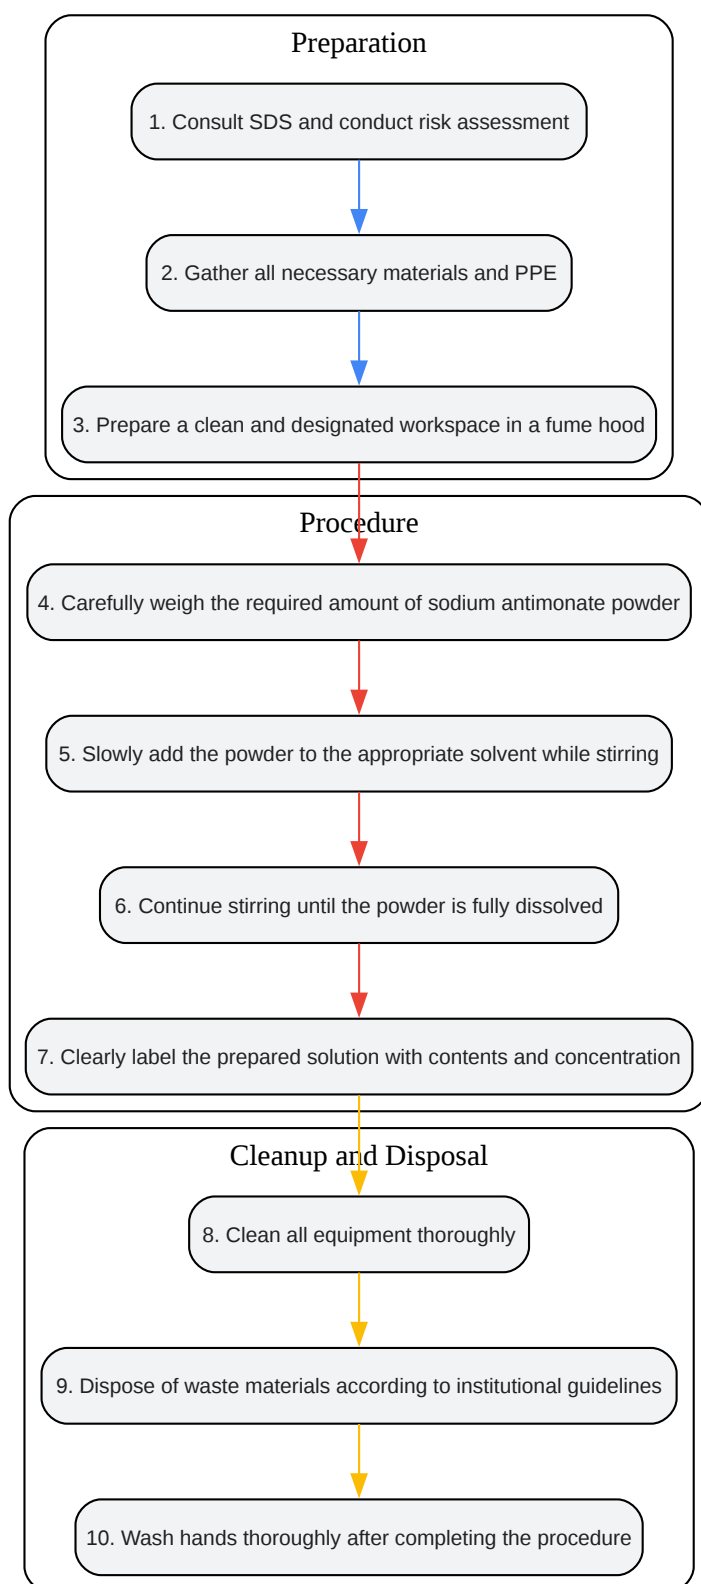 Preparation
1. Consult SDS and conduct risk assessment
2. Gather all necessary materials and PPE
3. Prepare a clean and designated workspace in a fume hood
Procedure
4. Carefully weigh the required amount of sodium antimonate powder
5. Slowly add the powder to the appropriate solvent while stirring
6. Continue stirring until the powder is fully dissolved
7. Clearly label the prepared solution with contents and concentration
Cleanup and Disposal
8. Clean all equipment thoroughly
9. Dispose of waste materials according to institutional guidelines
10. Wash hands thoroughly after completing the procedure